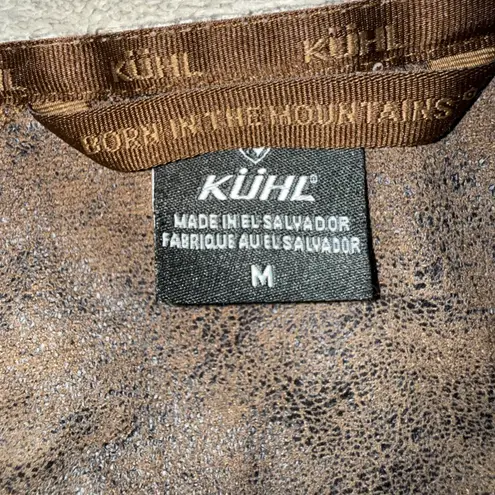 KÜHL KÜHL
BORN IN THE MOUNTAINS®
KÜHL®
MADE IN EL SALVADOR
FABRIQUE AU EL SALVADOR
M